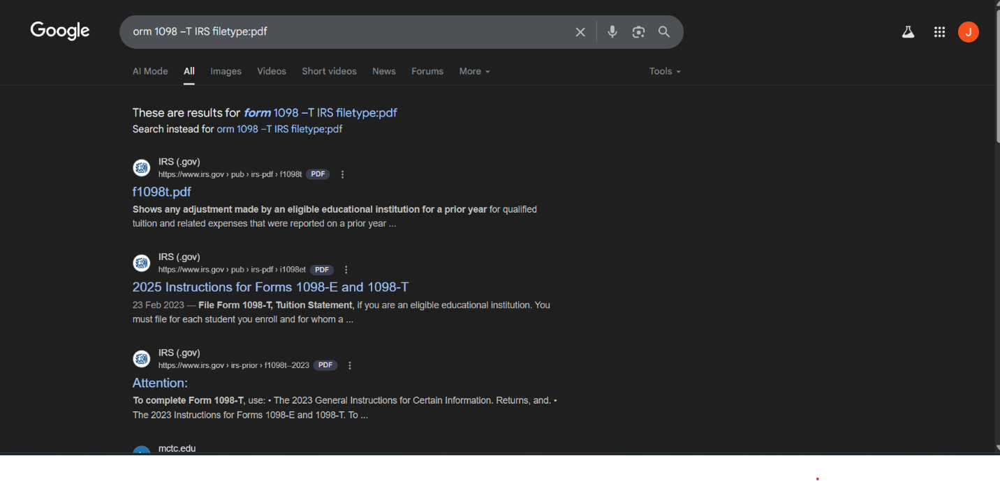 Google
orm 1098 –T IRS filetype:pdf
J
AI Mode All Images Videos Short videos News Forums More Tools
These are results for form 1098 –T IRS filetype:pdf
Search instead for orm 1098 –T IRS filetype:pdf
IRS (.gov)
https://www.irs.gov › pub › irs-pdf › f1098t PDF
f1098t.pdf
Shows any adjustment made by an eligible educational institution for a prior year for qualified
tuition and related expenses that were reported on a prior year ...
IRS (.gov)
https://www.irs.gov › pub › irs-pdf › i1098et PDF
2025 Instructions for Forms 1098-E and 1098-T
23 Feb 2023 — File Form 1098-T, Tuition Statement, if you are an eligible educational institution. You
must file for each student you enroll and for whom a ...
IRS (.gov)
https://www.irs.gov › irs-prior › f1098t--2023 PDF
Attention:
To complete Form 1098-T, use: • The 2023 General Instructions for Certain Information. Returns, and. •
The 2023 Instructions for Forms 1098-E and 1098-T. To ...
mctc.edu